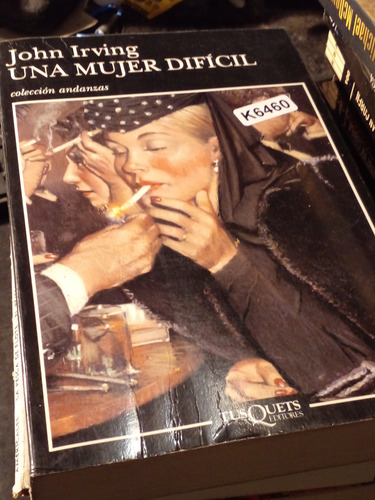 John Irving
UNA MUJER DIFÍCIL
colección andanzas
K6460
TUSQUETS
EDITORES